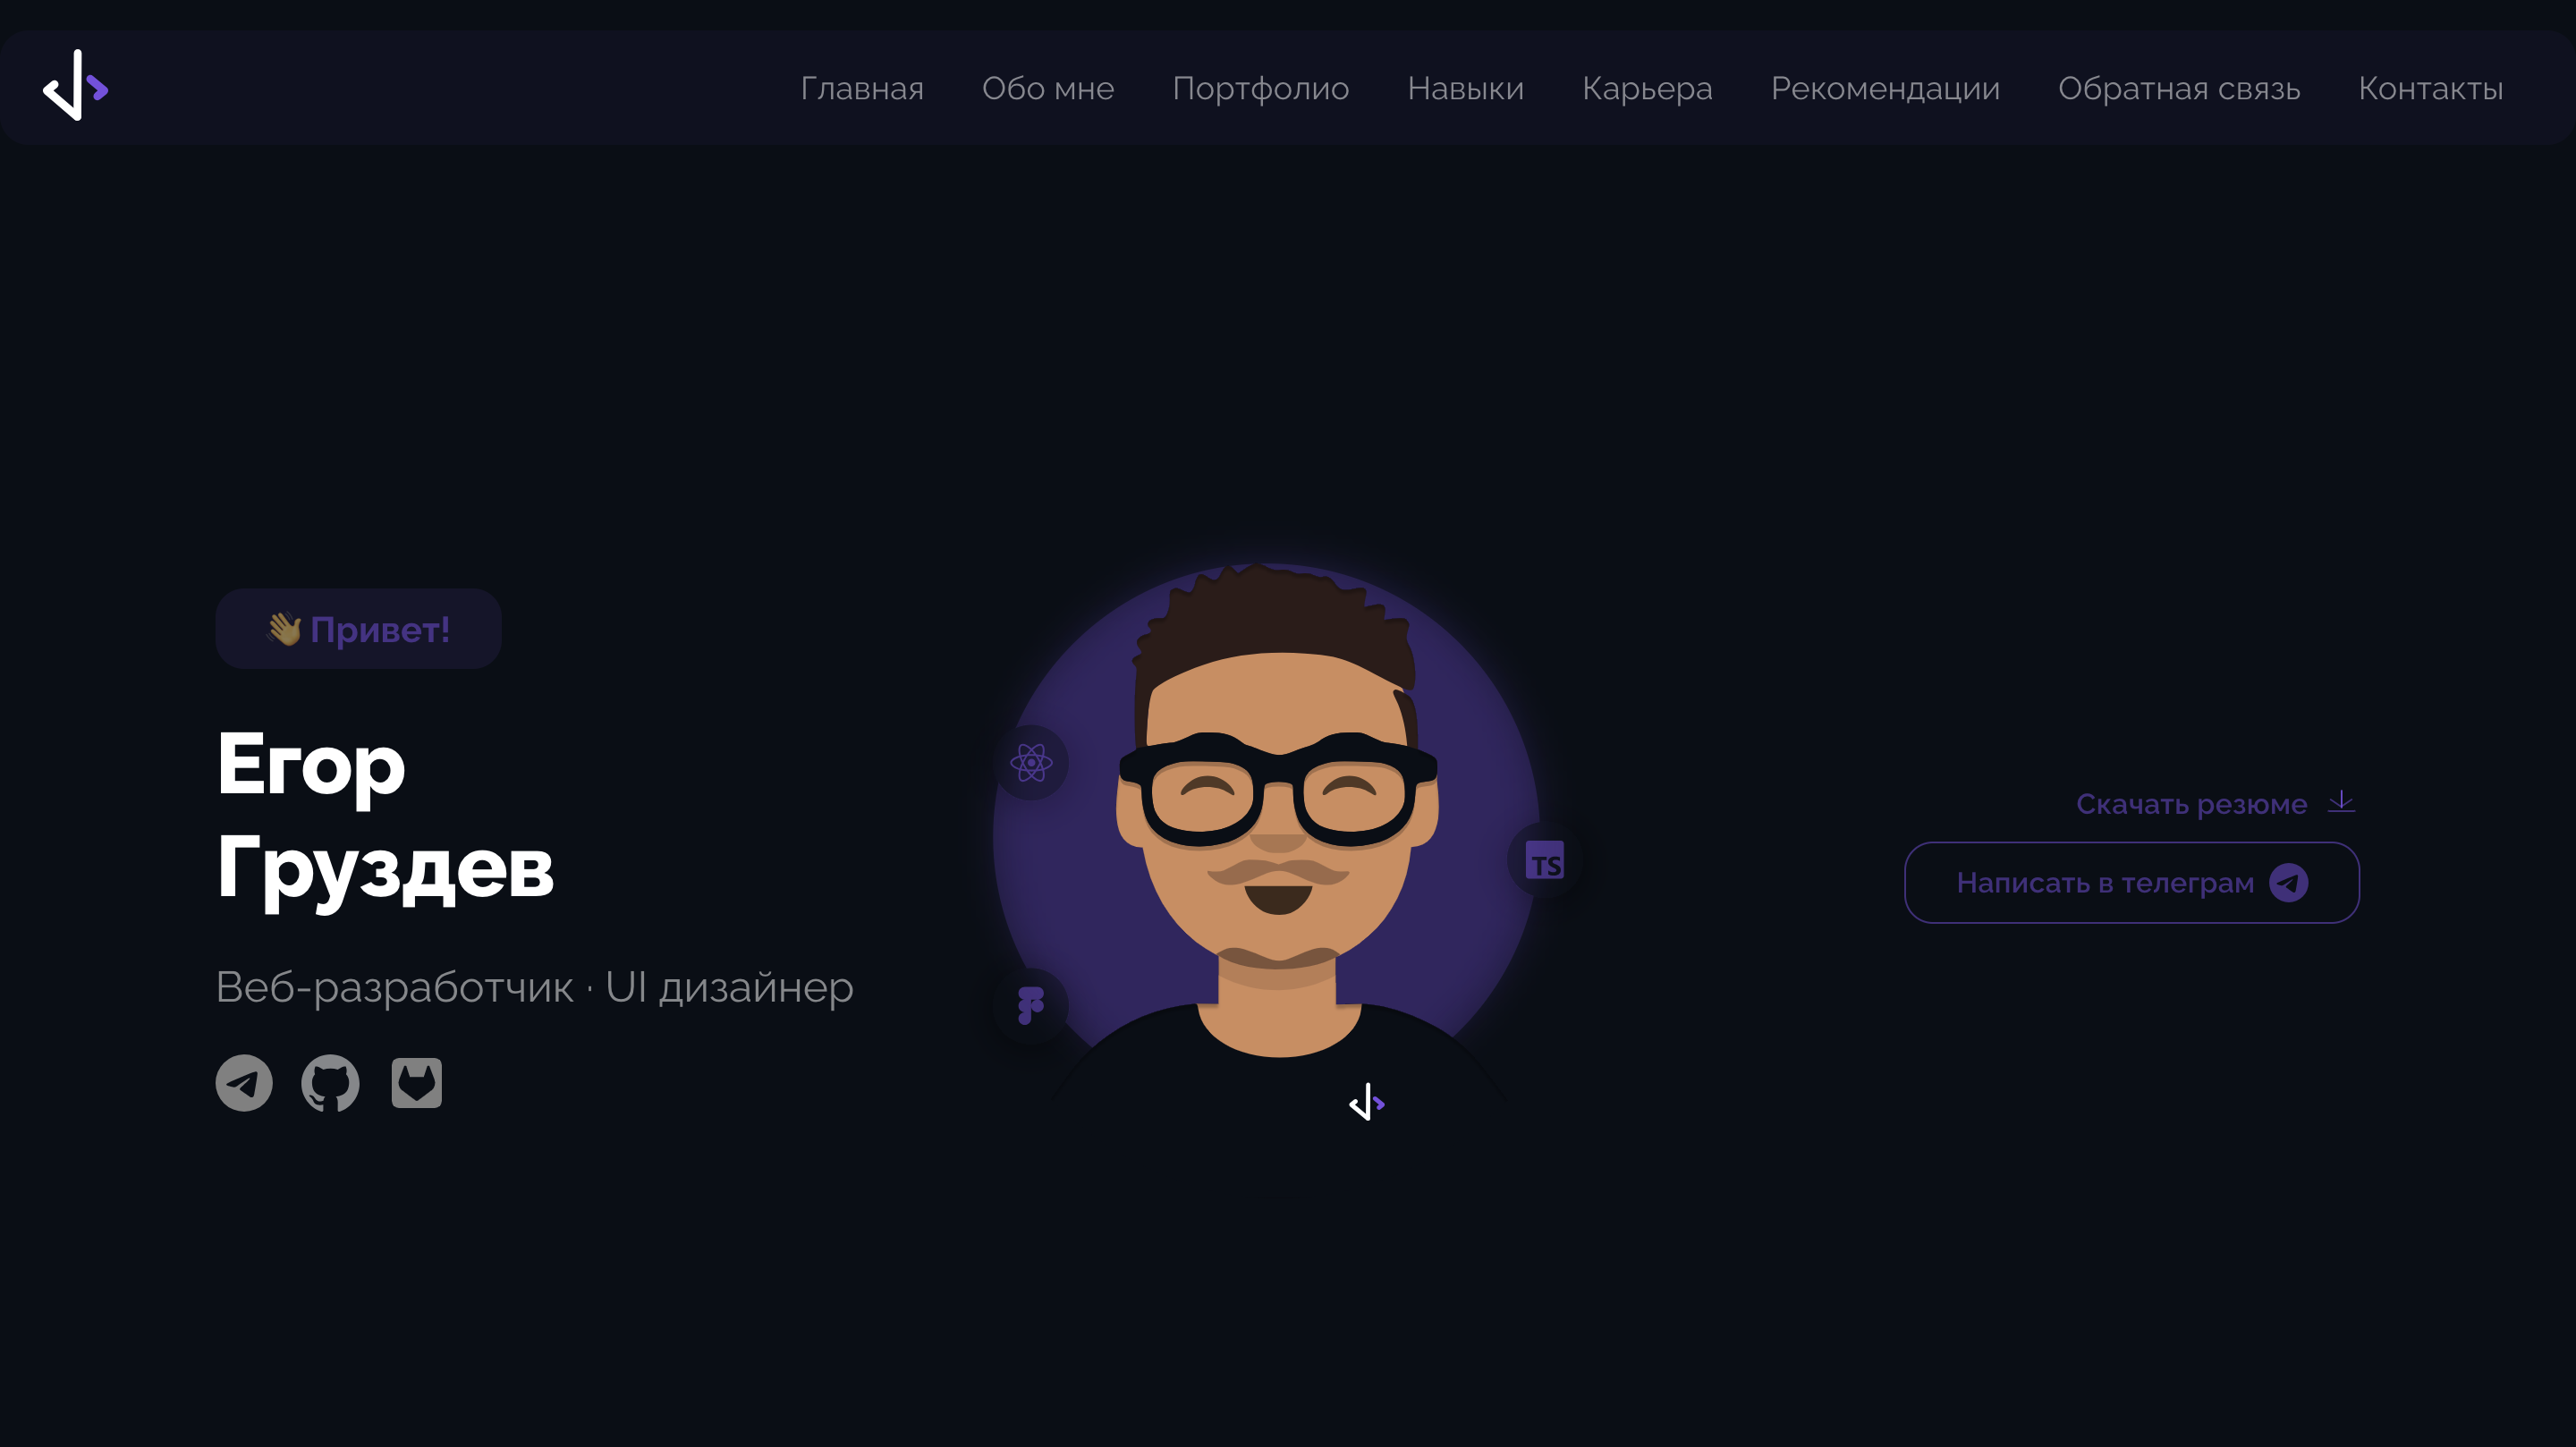 Главная Обо мне Портфолио Навыки Карьера Рекомендации Обратная связь Контакты
👋 Привет!
Егор
Груздев
Веб-разработчик · UI дизайнер
TS
Скачать резюме
Написать в телеграм